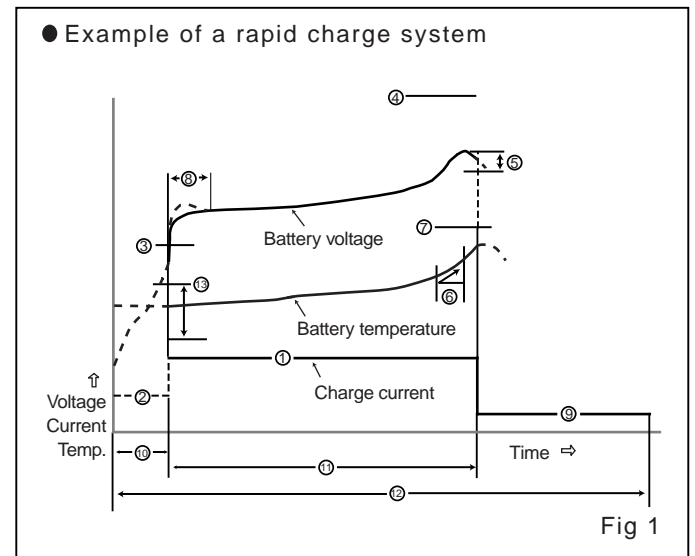 ● Example of a rapid charge system
④
⑤
⑧
③
Battery voltage
⑦
⑬
⑥
Battery temperature
①
⇧
Voltage
Current
Temp.
②
Charge current
⑨
⑩
Time ⇨
⑪
⑫
Fig 1